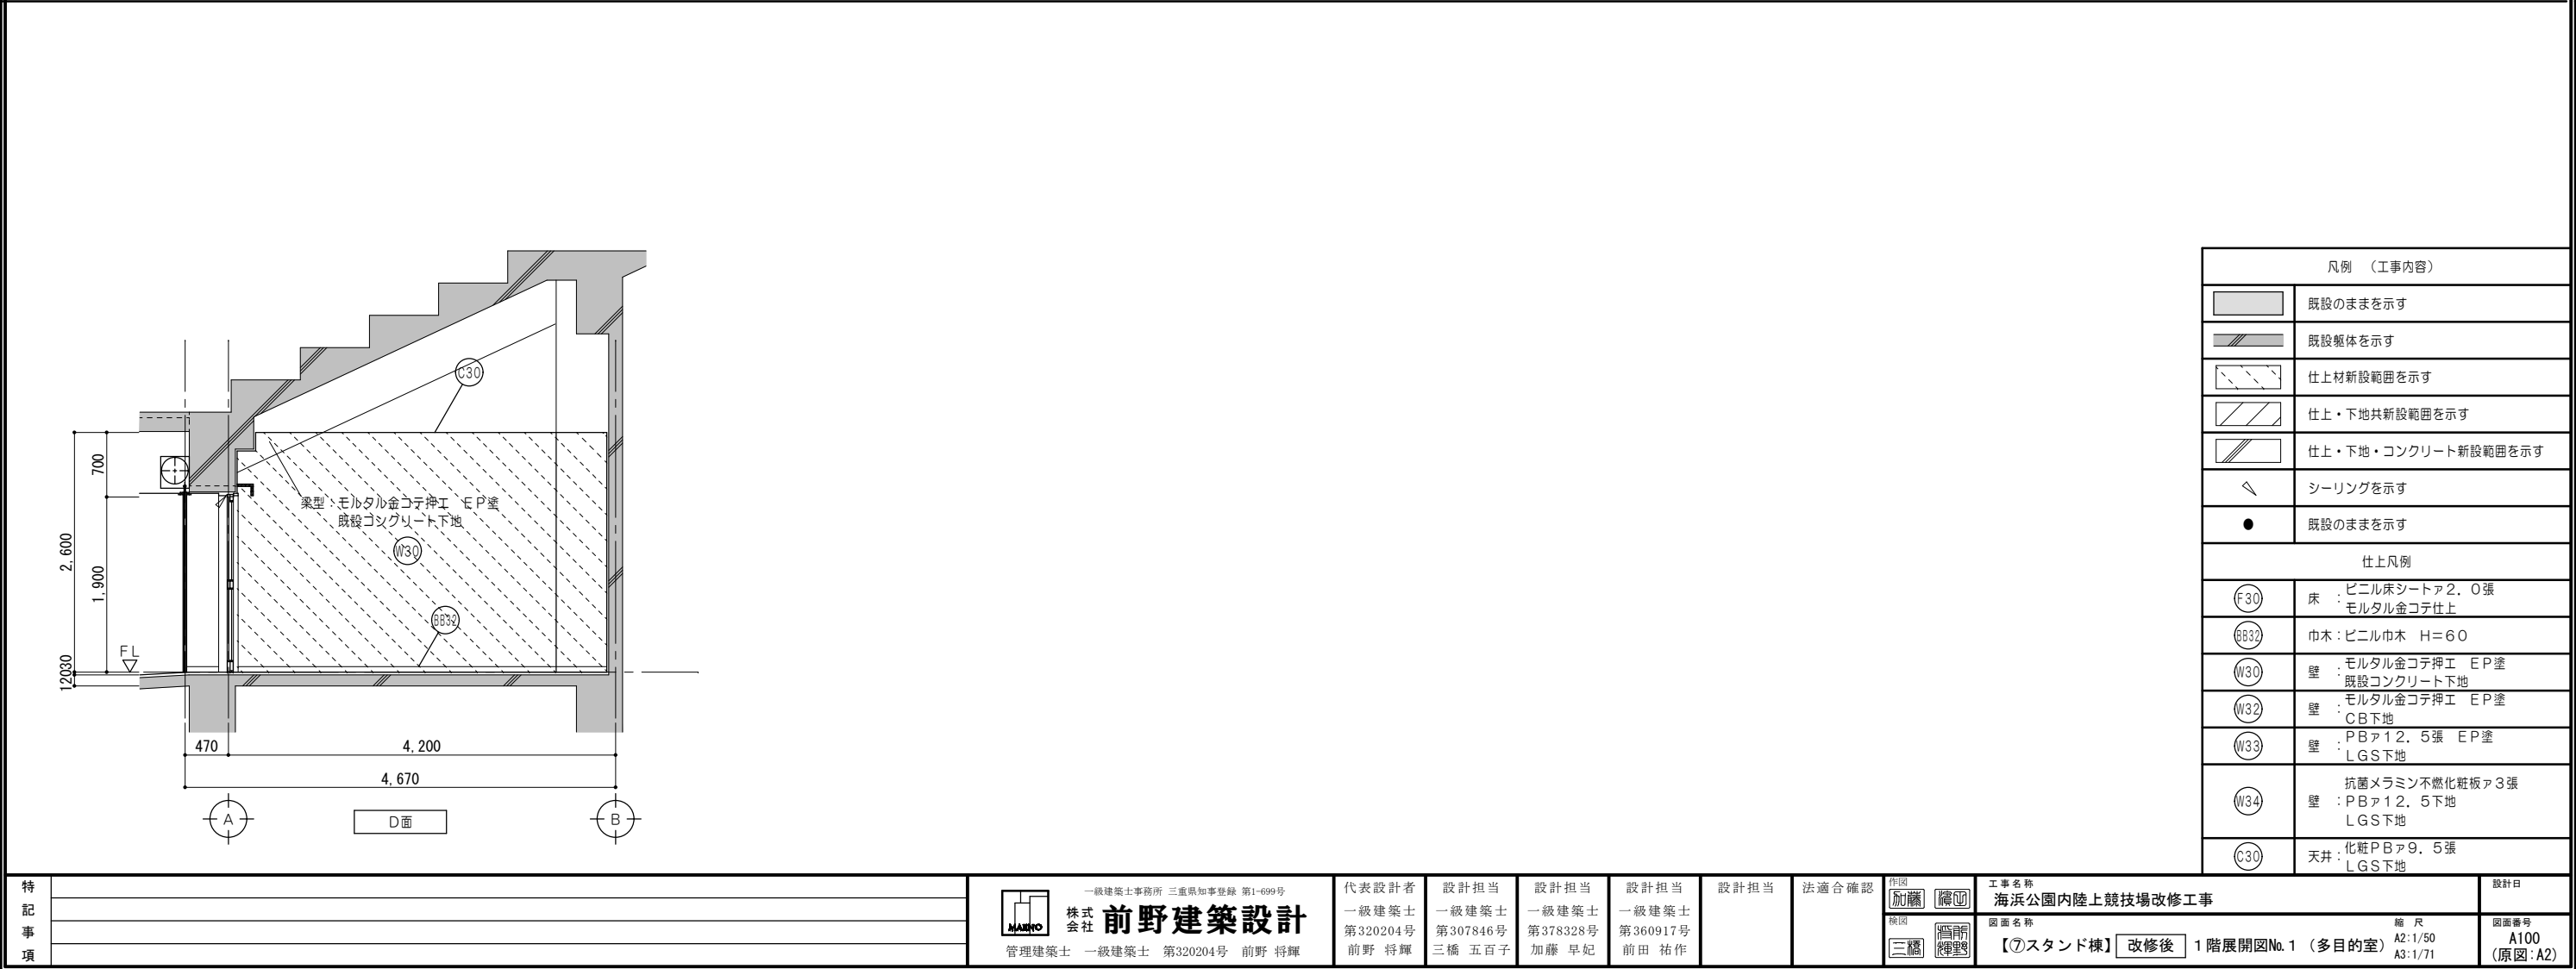 C30
700
2,600
1,900
梁型：モルタル金コテ押エ　ＥＰ塗
既設コンクリート下地
W30
BB32
FL
30
120
470
4,200
4,670
A
D面
B
凡例　（工事内容）
既設のままを示す
既設躯体を示す
仕上材新設範囲を示す
仕上・下地共新設範囲を示す
仕上・下地・コンクリート新設範囲を示す
シーリングを示す
既設のままを示す
仕上凡例
F30 床：ビニル床シートァ２．０張
モルタル金コテ仕上
BB32 巾木：ビニル巾木　Ｈ＝６０
W30 壁：モルタル金コテ押エ　ＥＰ塗
既設コンクリート下地
W32 壁：モルタル金コテ押エ　ＥＰ塗
ＣＢ下地
W33 壁：ＰＢァ１２．５張　ＥＰ塗
ＬＧＳ下地
W34 壁：抗菌メラミン不燃化粧板ァ３張
ＰＢァ１２．５下地
ＬＧＳ下地
C30 天井：化粧ＰＢァ９．５張
ＬＧＳ下地
特記事項
MAENO
一級建築士事務所 三重県知事登録 第1-699号
株式会社 前野建築設計
管理建築士　一級建築士　第320204号　前野 将輝
代表設計者
一級建築士
第320204号
前野 将輝
設計担当
一級建築士
第307846号
三橋 五百子
設計担当
一級建築士
第378328号
加藤 早妃
設計担当
一級建築士
第360917号
前田 祐作
設計担当
法適合確認
作図
加藤
検図
三橋
工事名称
海浜公園内陸上競技場改修工事
図面名称
【⑦スタンド棟】 改修後 １階展開図№１（多目的室）
縮 尺
A2:1/50
A3:1/71
設計日
図面番号
A100
(原図:A2)